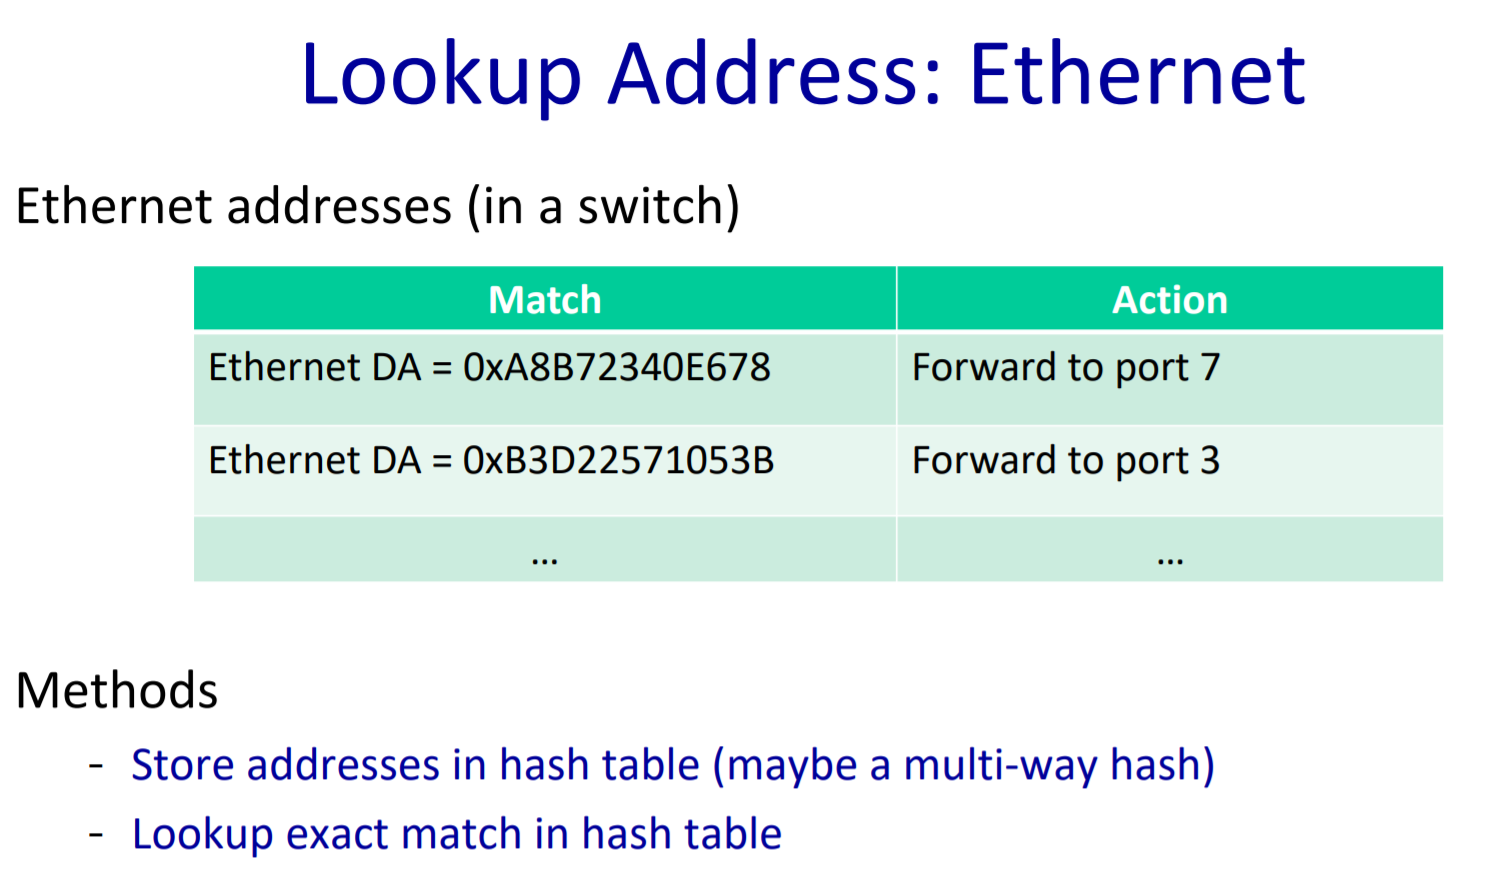 Lookup Address: Ethernet
Ethernet addresses (in a switch)
Match Action
Ethernet DA = 0xA8B72340E678 Forward to port 7
Ethernet DA = 0xB3D22571053B Forward to port 3
... ...
Methods
- Store addresses in hash table (maybe a multi-way hash)
- Lookup exact match in hash table